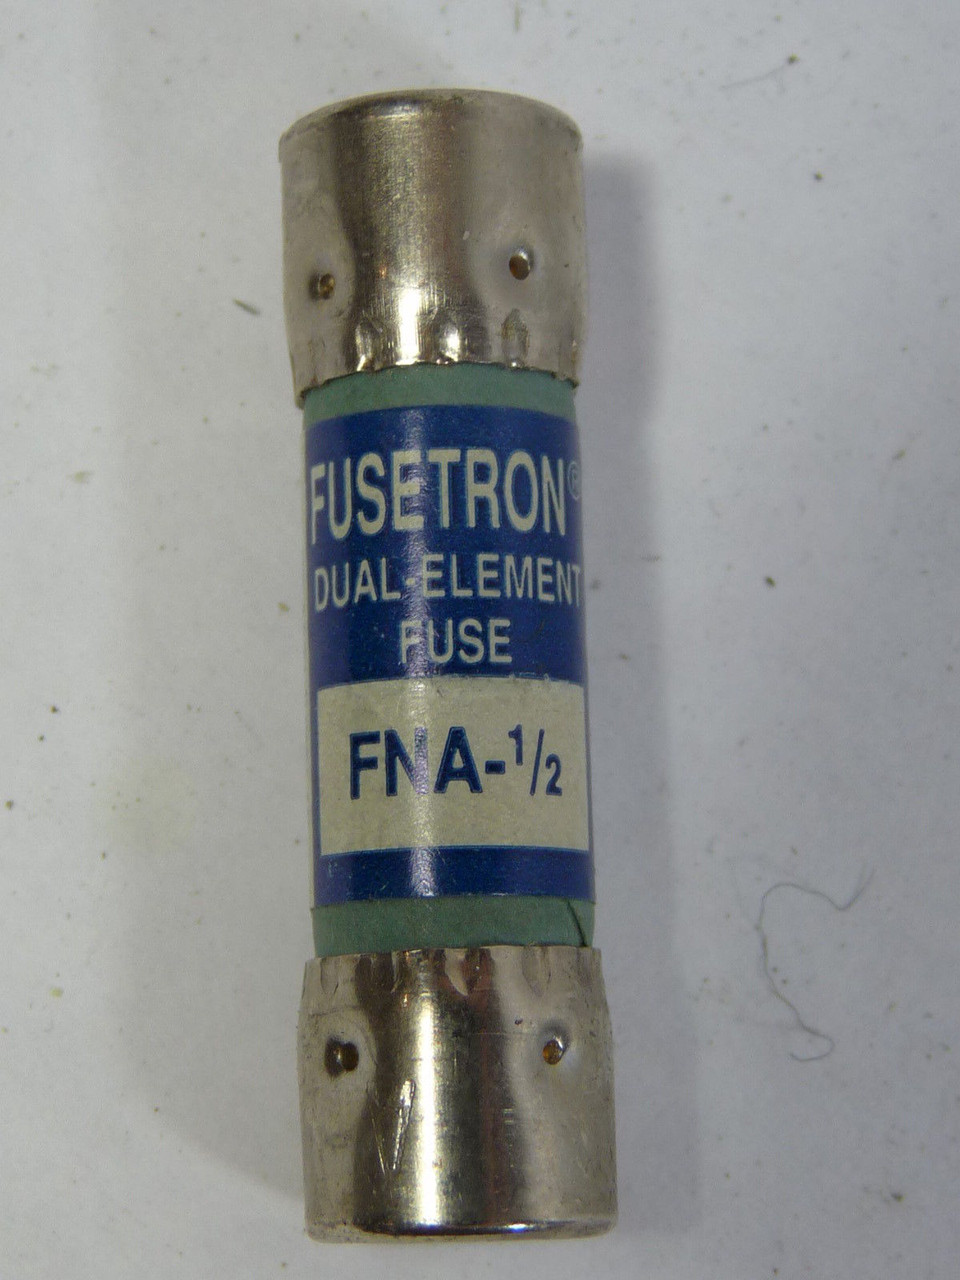 FUSETRON®
DUAL-ELEMENT
FUSE
FNA-1/2